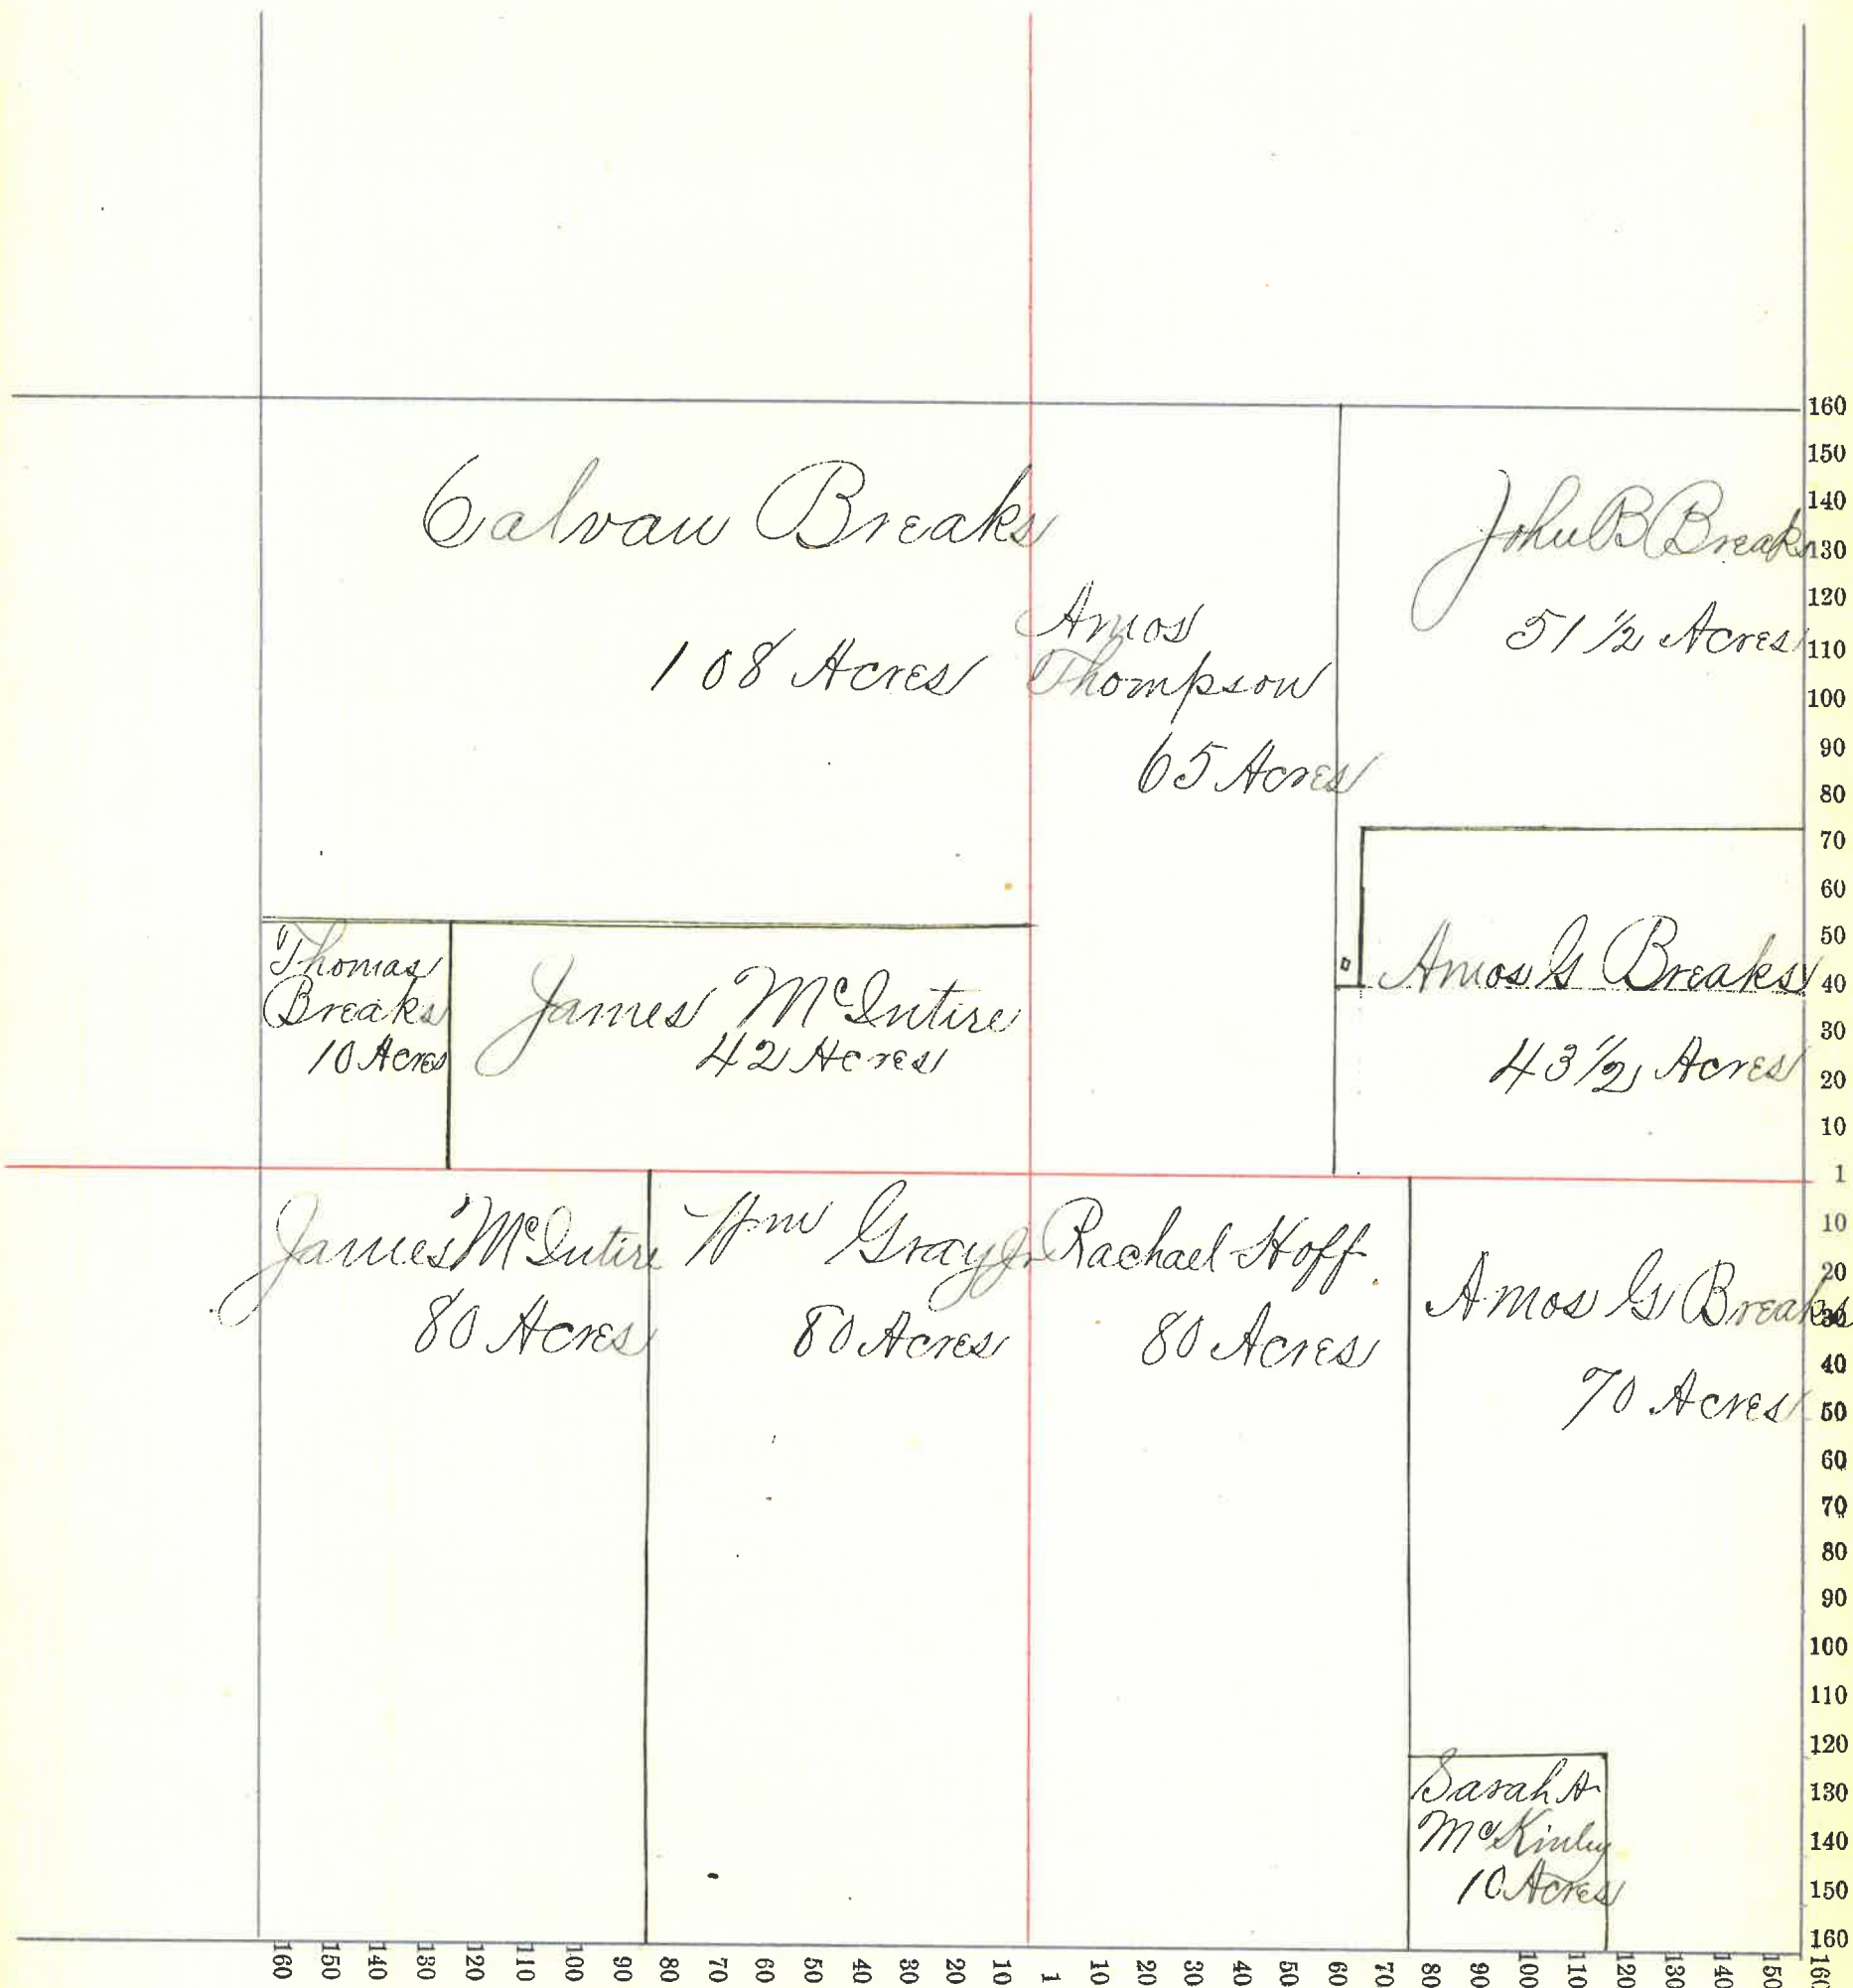 Calvan Breaks
108 Acres
Amos
Thompson
65 Acres
John B Breaks
51 1/2 Acres
Thomas
Breaks
10 Acres
James McIntire
42 Acres
Amos G Breaks
43 1/2 Acres
James McIntire
80 Acres
Wm Gray Jr
80 Acres
Rachael Hoff
80 Acres
Amos G Breaks
70 Acres
Sarah A
McKinley
10 Acres
160
150
140
130
120
110
100
90
80
70
60
50
40
30
20
10
1
10
20
30
40
50
60
70
80
90
100
110
120
130
140
150
160
160 150 140 130 120 110 100 90 80 70 60 50 40 30 20 10 1 10 20 30 40 50 60 70 80 90 100 110 120 130 140 150 160